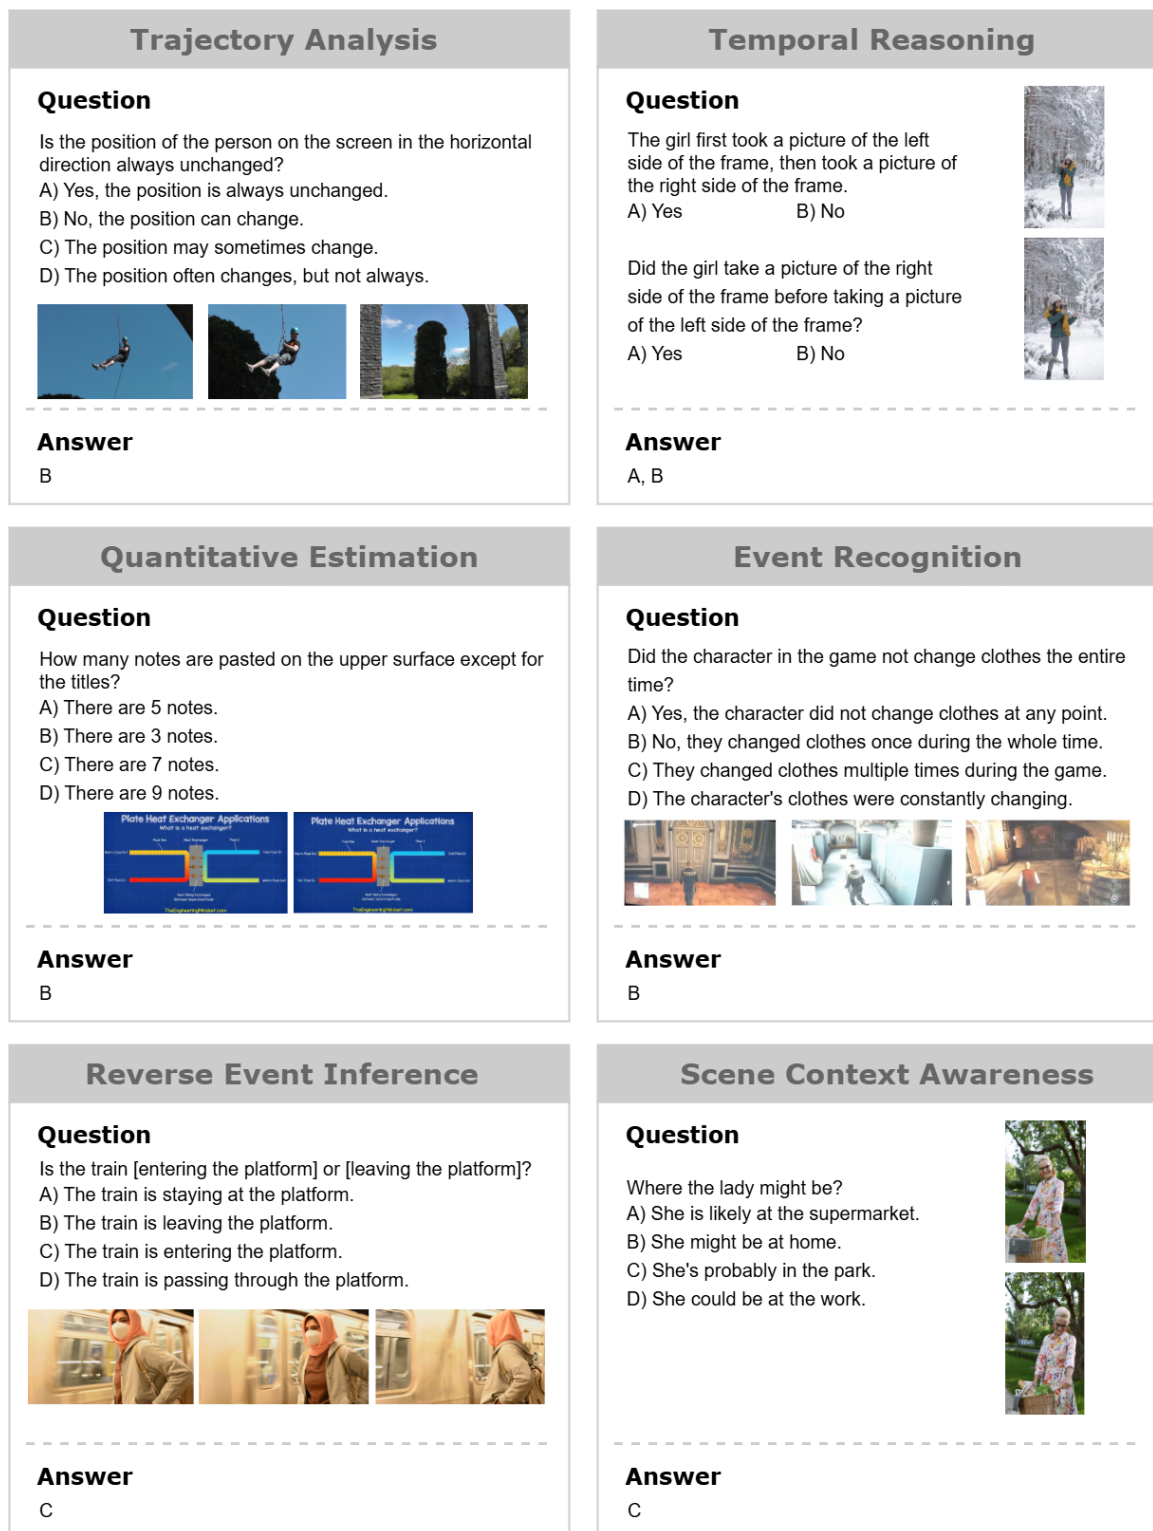 Trajectory Analysis
Question
Is the position of the person on the screen in the horizontal
direction always unchanged?
A) Yes, the position is always unchanged.
B) No, the position can change.
C) The position may sometimes change.
D) The position often changes, but not always.
Answer
B
Temporal Reasoning
Question
The girl first took a picture of the left
side of the frame, then took a picture of
the right side of the frame.
A) Yes B) No
Did the girl take a picture of the right
side of the frame before taking a picture
of the left side of the frame?
A) Yes B) No
Answer
A, B
Quantitative Estimation
Question
How many notes are pasted on the upper surface except for
the titles?
A) There are 5 notes.
B) There are 3 notes.
C) There are 7 notes.
D) There are 9 notes.
Plate Heat Exchanger Applications
What is a heat exchanger?
TheEngineeringMindset.com
Plate Heat Exchanger Applications
What is a heat exchanger?
TheEngineeringMindset.com
Answer
B
Event Recognition
Question
Did the character in the game not change clothes the entire
time?
A) Yes, the character did not change clothes at any point.
B) No, they changed clothes once during the whole time.
C) They changed clothes multiple times during the game.
D) The character's clothes were constantly changing.
Answer
B
Reverse Event Inference
Question
Is the train [entering the platform] or [leaving the platform]?
A) The train is staying at the platform.
B) The train is leaving the platform.
C) The train is entering the platform.
D) The train is passing through the platform.
Answer
C
Scene Context Awareness
Question
Where the lady might be?
A) She is likely at the supermarket.
B) She might be at home.
C) She's probably in the park.
D) She could be at the work.
Answer
C